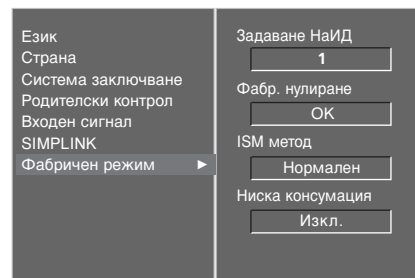 Език
Страна
Система заключване
Родителски контрол
Входен сигнал
SIMPLINK
Фабричен режим ►
Задаване НаИД
1
Фабр. нулиране
OK
ISM метод
Нормален
Ниска консумация
Изкл.